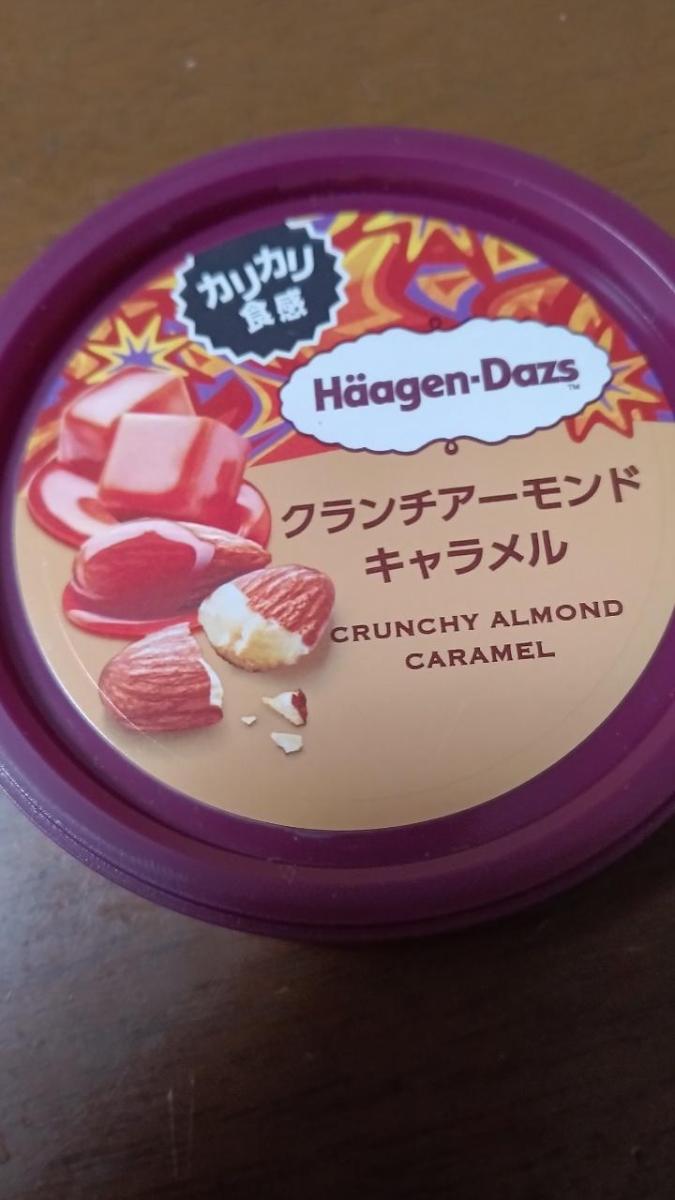 カリカリ
食感
Häagen-Dazs
™
クランチアーモンド
キャラメル
CRUNCHY ALMOND
CARAMEL